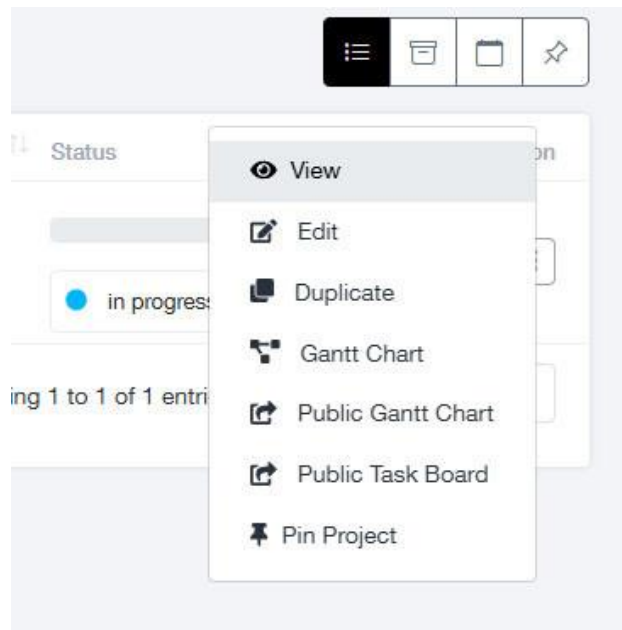 Status
on
View
Edit
in progres
Duplicate
Gantt Chart
ing 1 to 1 of 1 entri
Public Gantt Chart
Public Task Board
Pin Project